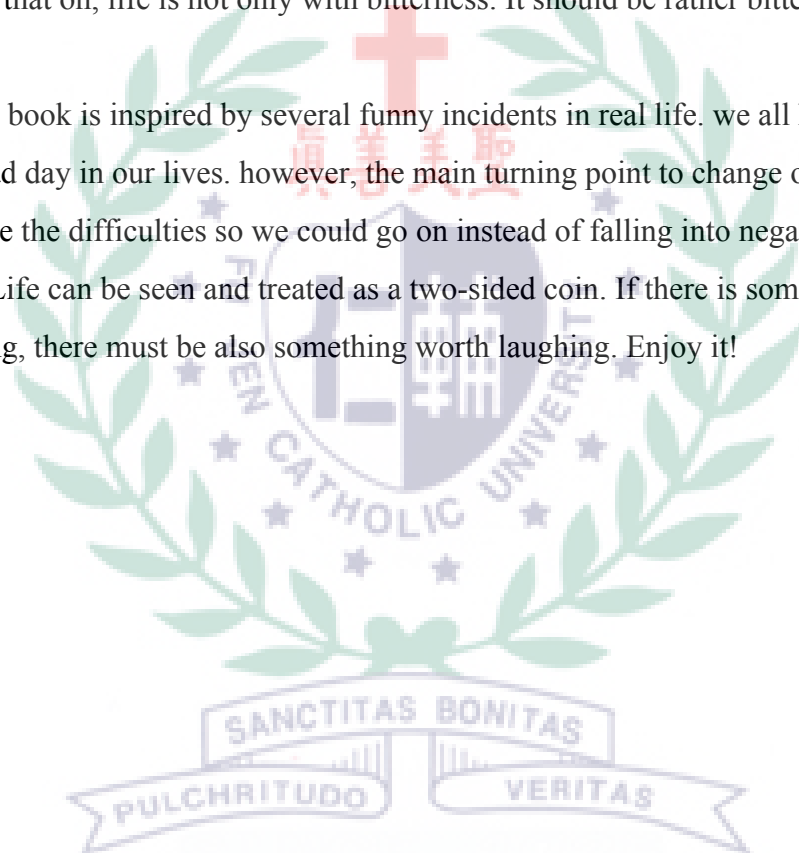 that on, life is not only with bitterness. It should be rather bitte
book is inspired by several funny incidents in real life. we all
d day in our lives. however, the main turning point to change o
e the difficulties so we could go on instead of falling into nega
Life can be seen and treated as a two-sided coin. If there is som
g, there must be also something worth laughing. Enjoy it!
真善美聖
FU JEN CATHOLIC UNIVERSITY
SANCTITAS BONITAS
PULCHRITUDO VERITAS